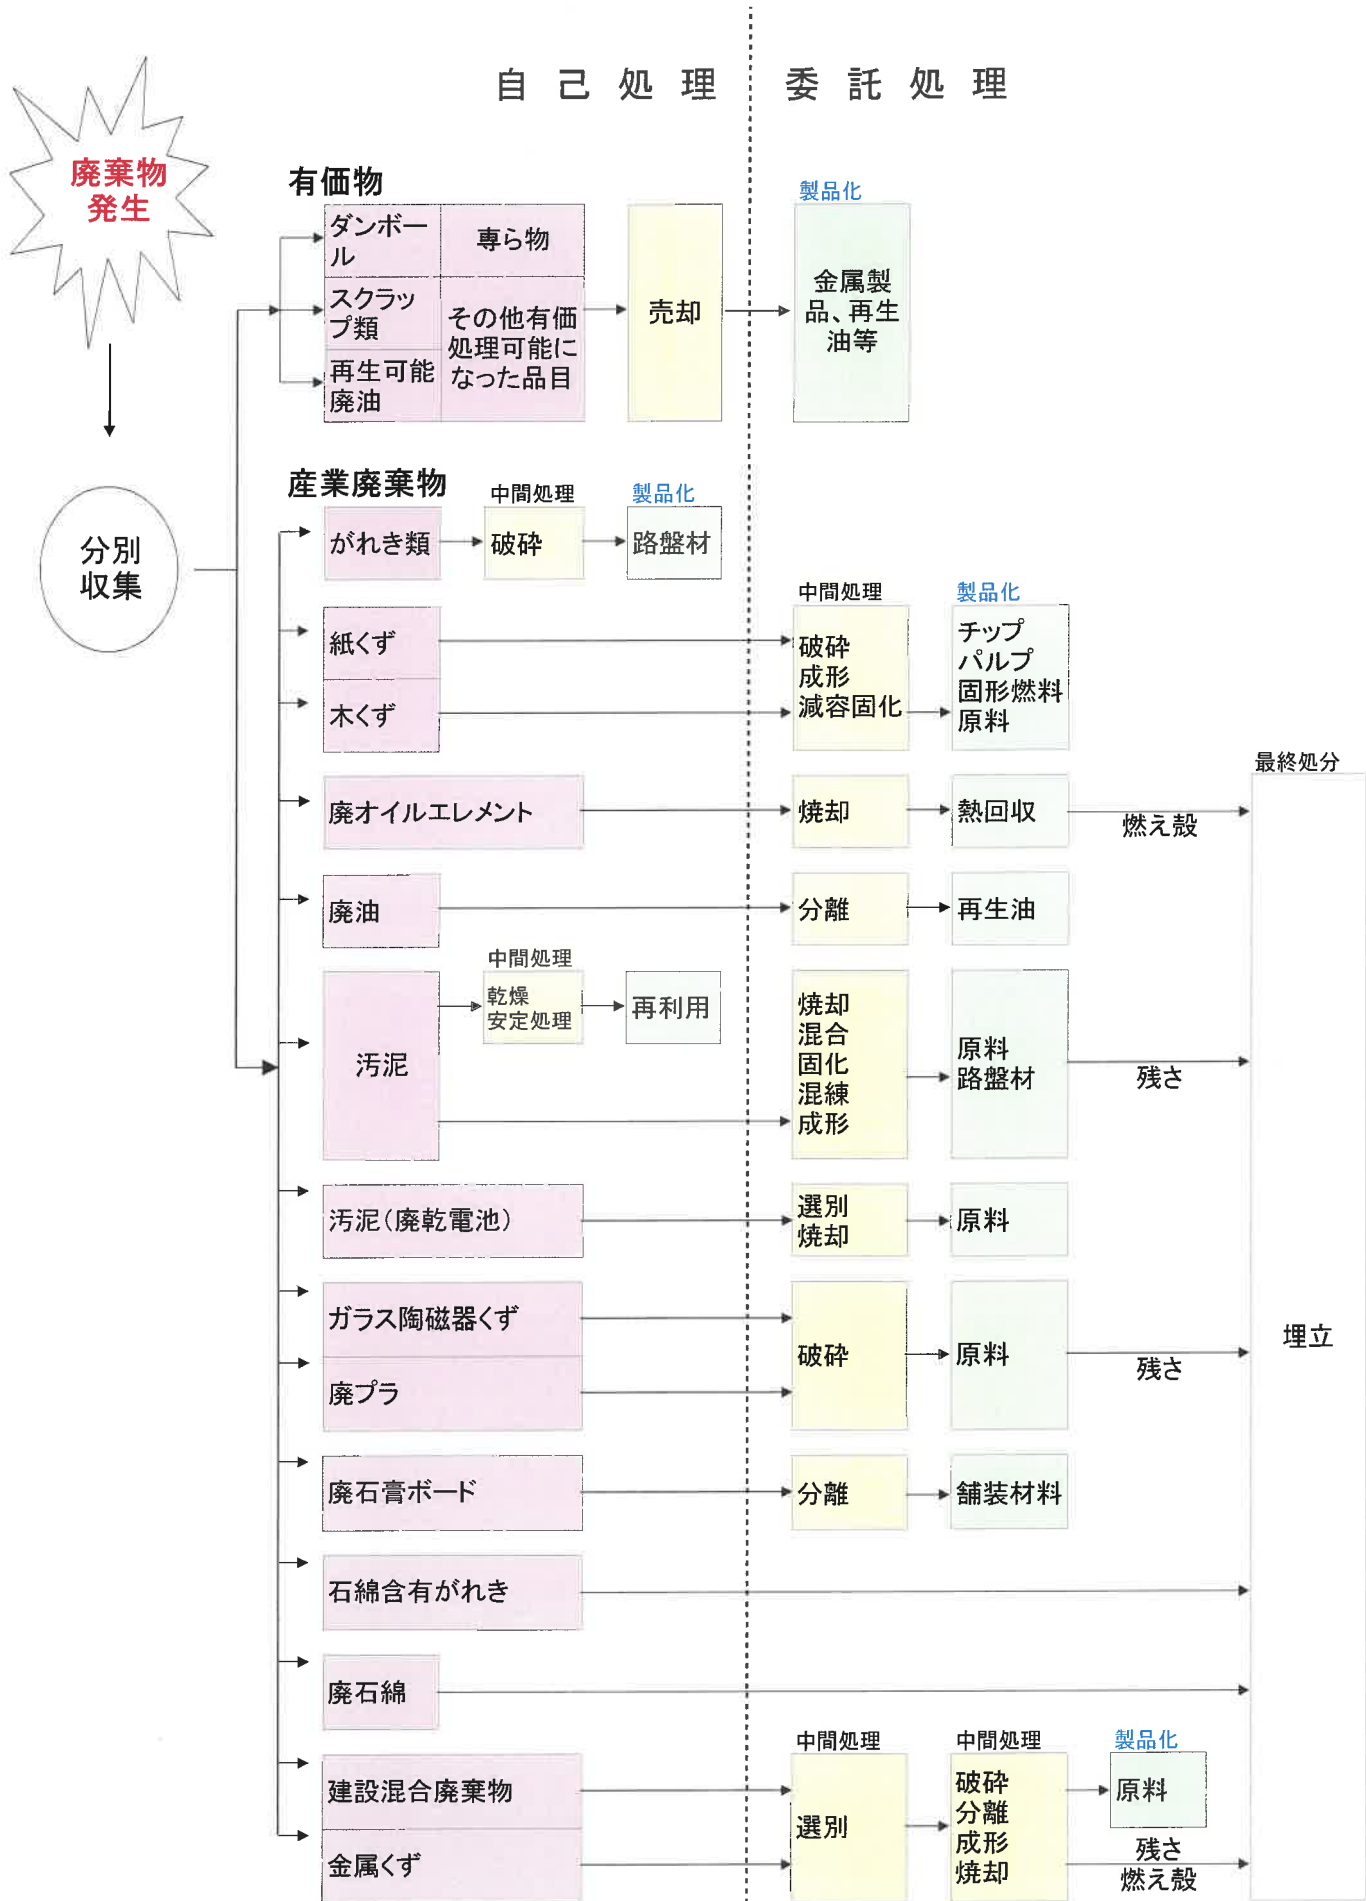 自己処理
委託処理
廃棄物
発生
有価物
製品化
ダンボー
ル
専ら物
スクラッ
プ類
その他有価
処理可能に
なった品目
再生可能
廃油
売却
金属製
品、再生
油等
分別
収集
産業廃棄物
中間処理
製品化
がれき類
破砕
路盤材
中間処理
製品化
紙くず
木くず
破砕
成形
減容固化
チップ
パルプ
固形燃料
原料
最終処分
廃オイルエレメント
焼却
熱回収
燃え殻
廃油
分離
再生油
中間処理
汚泥
乾燥
安定処理
再利用
焼却
混合
固化
混練
成形
原料
路盤材
残さ
汚泥(廃乾電池)
選別
焼却
原料
ガラス陶磁器くず
廃プラ
破砕
原料
残さ
埋立
廃石膏ボード
分離
舗装材料
石綿含有がれき
廃石綿
中間処理
中間処理
製品化
建設混合廃棄物
金属くず
選別
破砕
分離
成形
焼却
原料
残さ
燃え殻